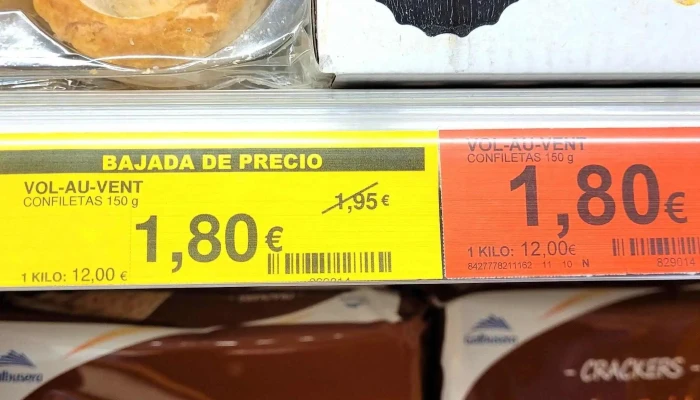 BAJADA DE PRECIO
VOL-AU-VENT
CONFILETAS 150 g
1,95 €
1,80 €
1 KILO: 12,00 €
VOL-AU-VENT
CONFILETAS 150 g
1,80 €
1 KILO: 12,00€
829014
8427778211162 11 10 N
Galbusera
- CRACKERS -